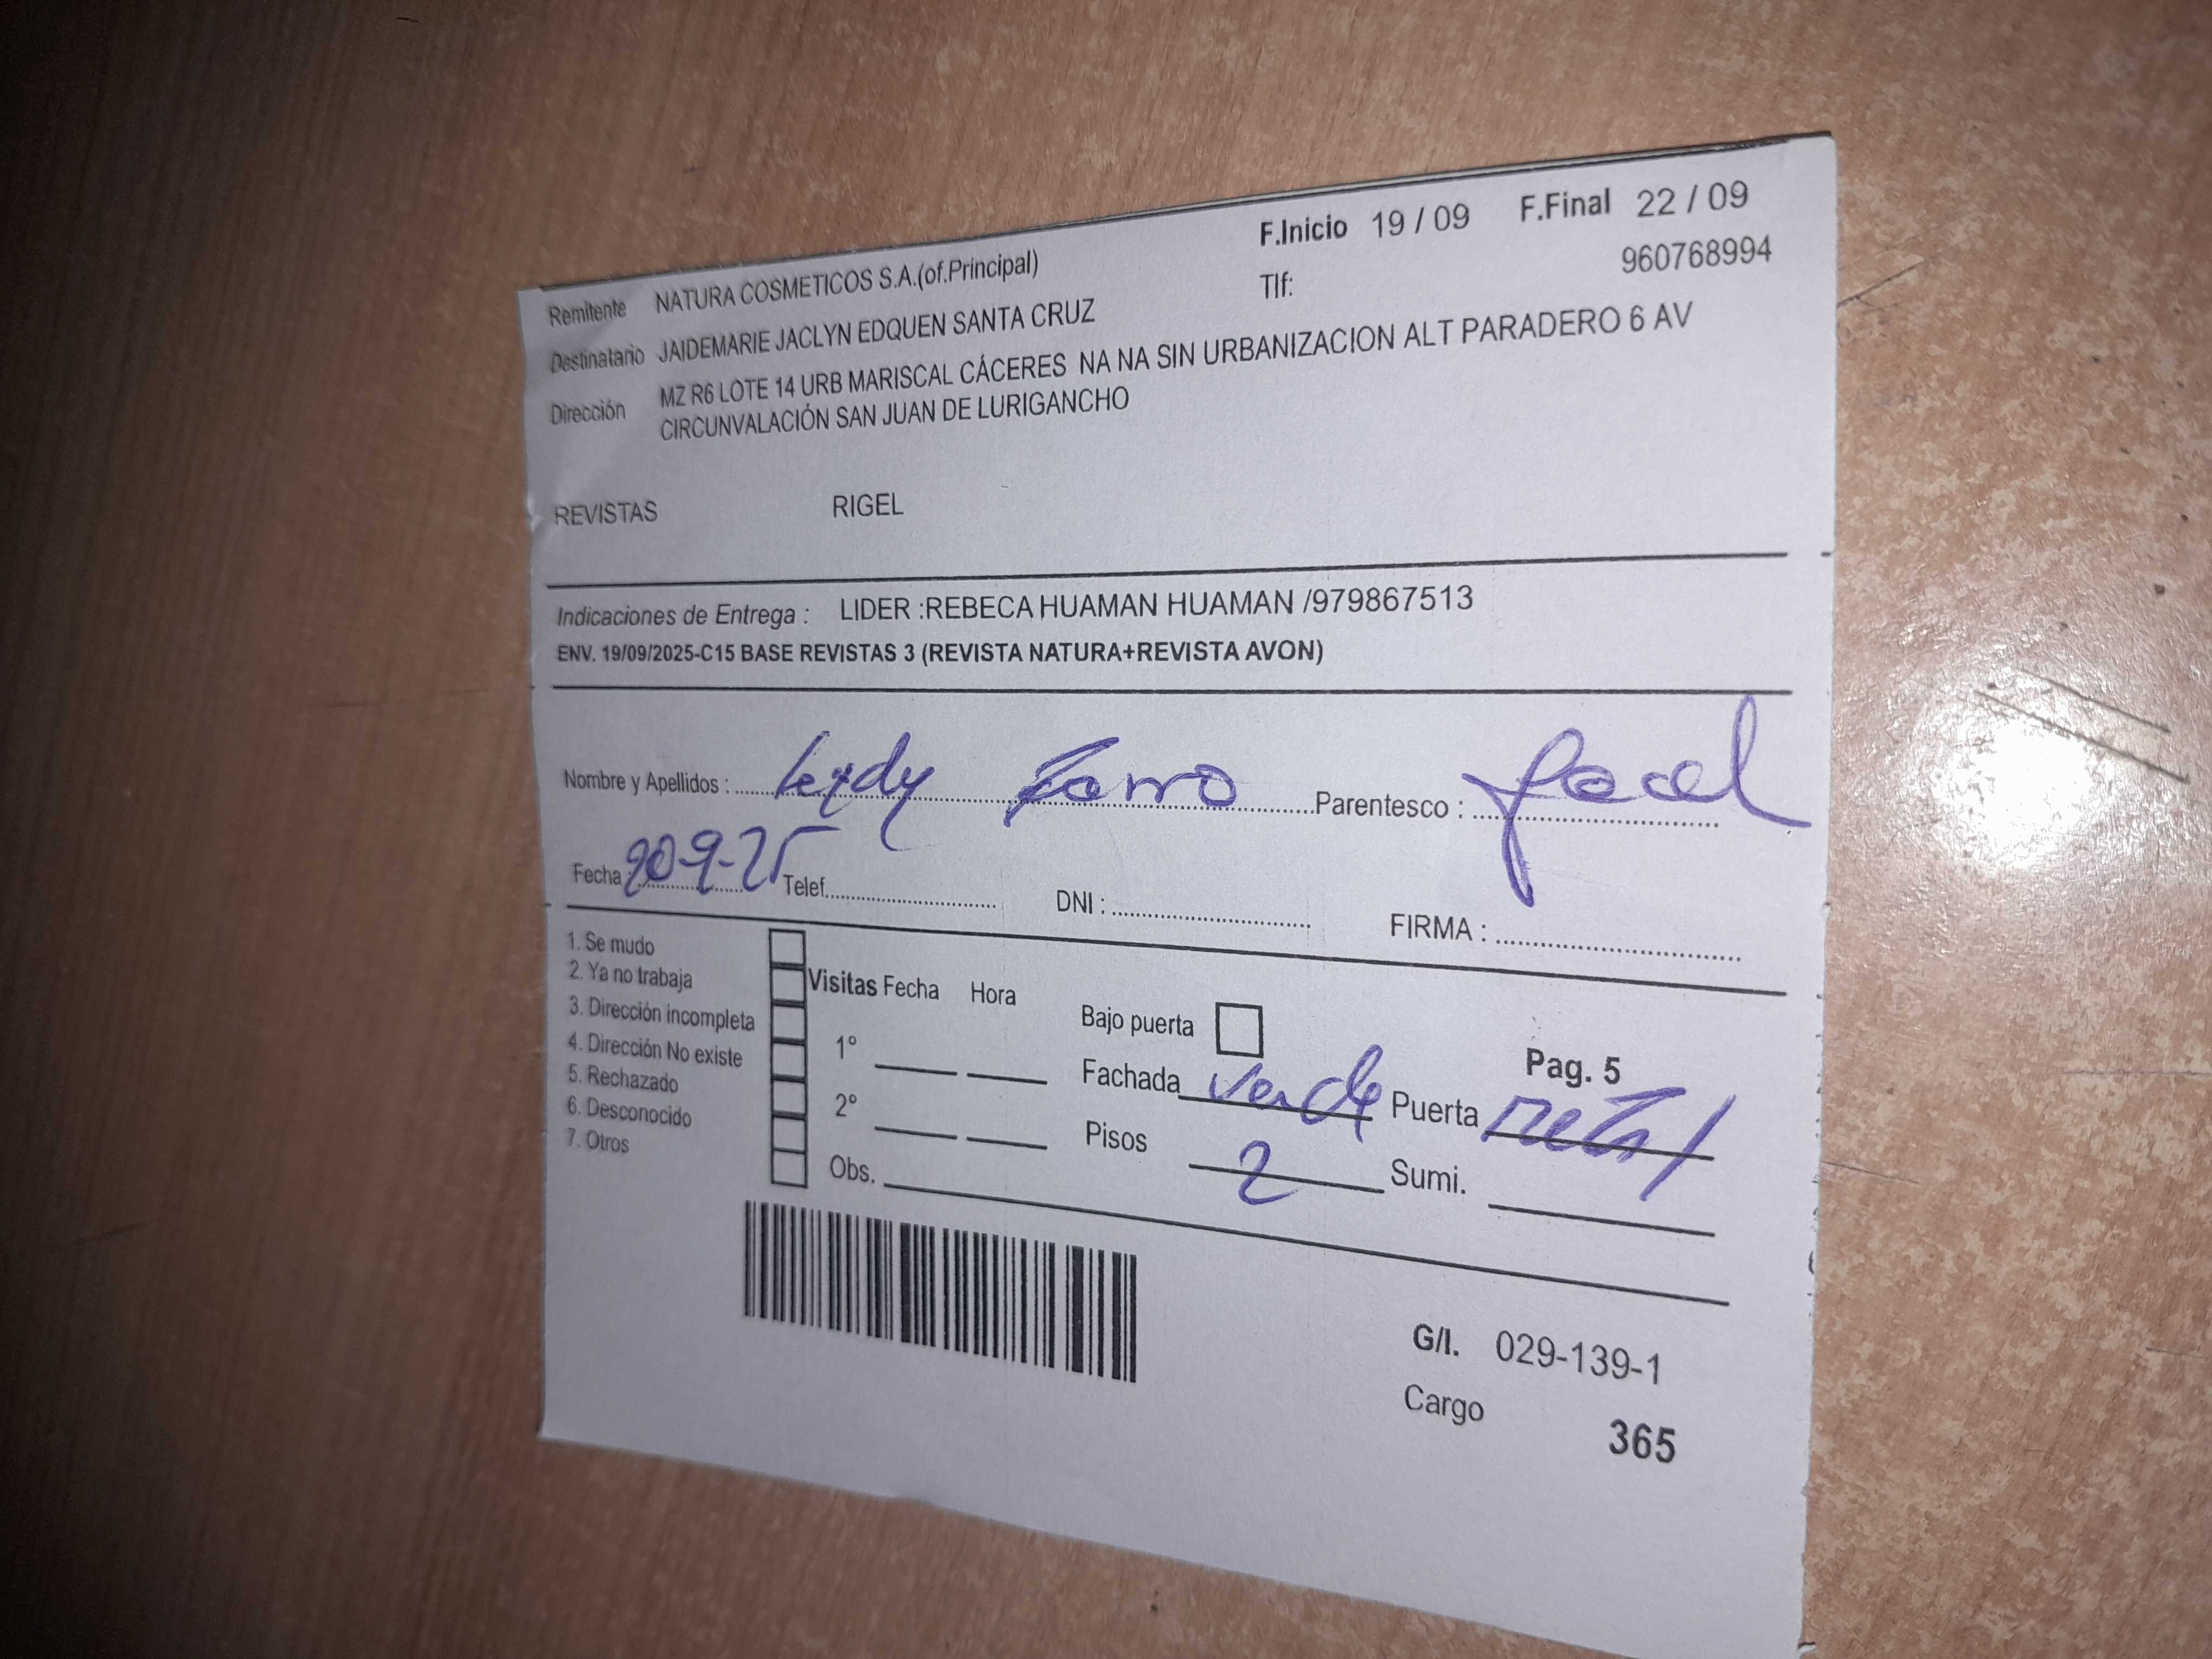 F.Inicio 19 / 09 F.Final 22 / 09
Remitente NATURA COSMETICOS S.A.(of.Principal) Tlf: 960768994
Destinatario JAIDEMARIE JACLYN EDQUEN SANTA CRUZ
Dirección MZ R6 LOTE 14 URB MARISCAL CÁCERES NA NA SIN URBANIZACION ALT PARADERO 6 AV
CIRCUNVALACIÓN SAN JUAN DE LURIGANCHO
REVISTAS RIGEL
Indicaciones de Entrega : LIDER :REBECA HUAMAN HUAMAN /979867513
ENV. 19/09/2025-C15 BASE REVISTAS 3 (REVISTA NATURA+REVISTA AVON)
Nombre y Apellidos : Parentesco :
Fecha : 20-9-25 Telef. DNI : FIRMA :
1. Se mudo
2. Ya no trabaja
3. Dirección incompleta
4. Dirección No existe
5. Rechazado
6. Desconocido
7. Otros
Visitas Fecha Hora
1°
2°
Obs.
Bajo puerta
Pag. 5
Fachada verde Puerta metal
Pisos 2 Sumi.
G/I. 029-139-1
Cargo 365